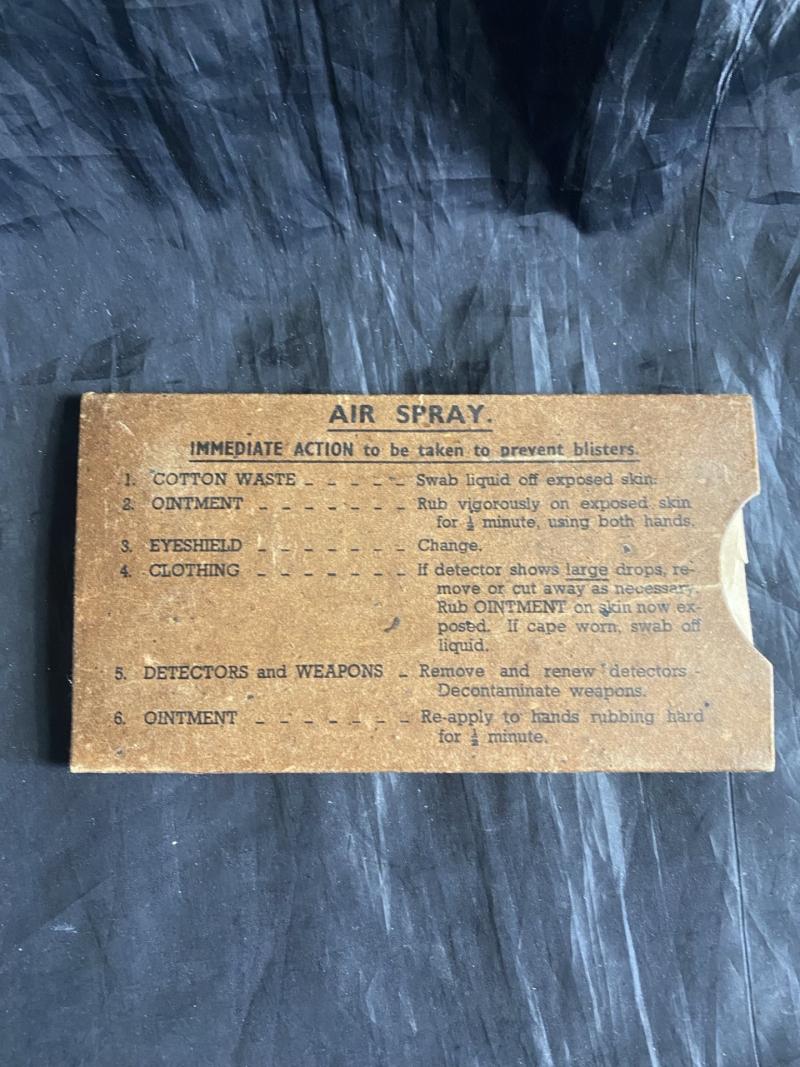 AIR SPRAY.
IMMEDIATE ACTION to be taken to prevent blisters.
1. COTTON WASTE – – – – – Swab liquid off exposed skin.
2. OINTMENT – – – – – – – Rub vigorously on exposed skin
for ½ minute, using both hands.
3. EYESHIELD – – – – – – – Change.
4. CLOTHING – – – – – – – If detector shows large drops, re-
move or cut away as necessary.
Rub OINTMENT on skin now ex-
posed. If cape worn, swab off
liquid.
5. DETECTORS and WEAPONS – Remove and renew detectors -
Decontaminate weapons.
6. OINTMENT – – – – – – – Re-apply to hands rubbing hard
for ½ minute.